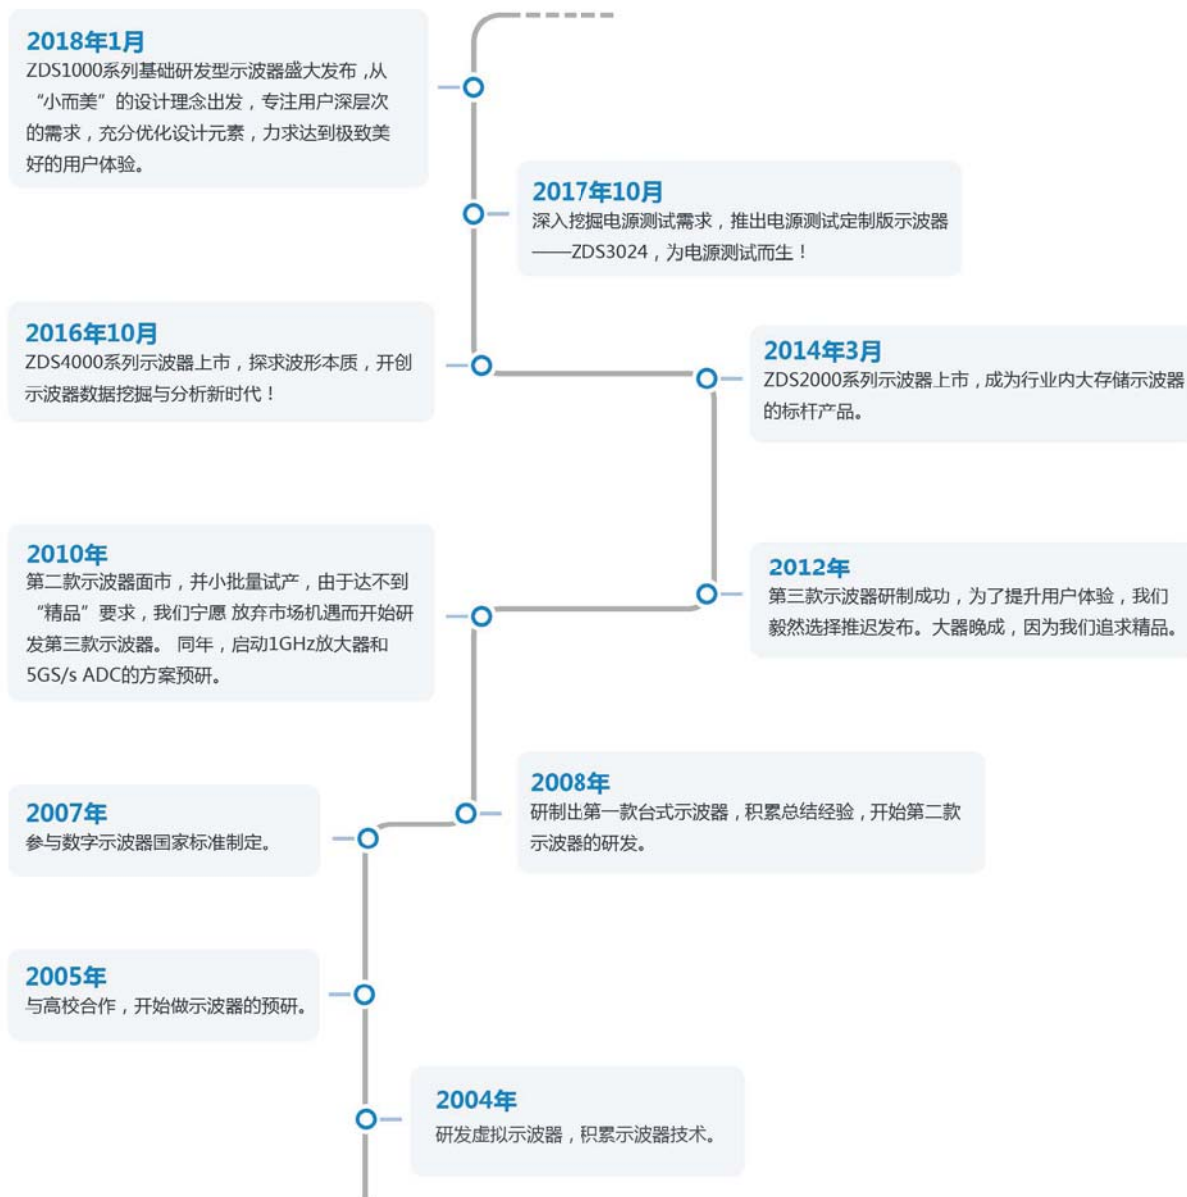 2018年1月
ZDS1000系列基础研发型示波器盛大发布,从
“小而美”的设计理念出发,专注用户深层次
的需求,充分优化设计元素,力求达到极致美
好的用户体验。
2017年10月
深入挖掘电源测试需求,推出电源测试定制版示波器
——ZDS3024,为电源测试而生!
2016年10月
ZDS4000系列示波器上市,探求波形本质,开创
示波器数据挖掘与分析新时代!
2014年3月
ZDS2000系列示波器上市,成为行业内大存储示波器
的标杆产品。
2010年
第二款示波器面市,并小批量试产,由于达不到
“精品”要求,我们宁愿 放弃市场机遇而开始研
发第三款示波器。 同年,启动1GHz放大器和
5GS/s ADC的方案预研。
2012年
第三款示波器研制成功,为了提升用户体验,我们
毅然选择推迟发布。大器晚成,因为我们追求精品。
2008年
研制出第一款台式示波器,积累总结经验,开始第二款
示波器的研发。
2007年
参与数字示波器国家标准制定。
2005年
与高校合作,开始做示波器的预研。
2004年
研发虚拟示波器,积累示波器技术。